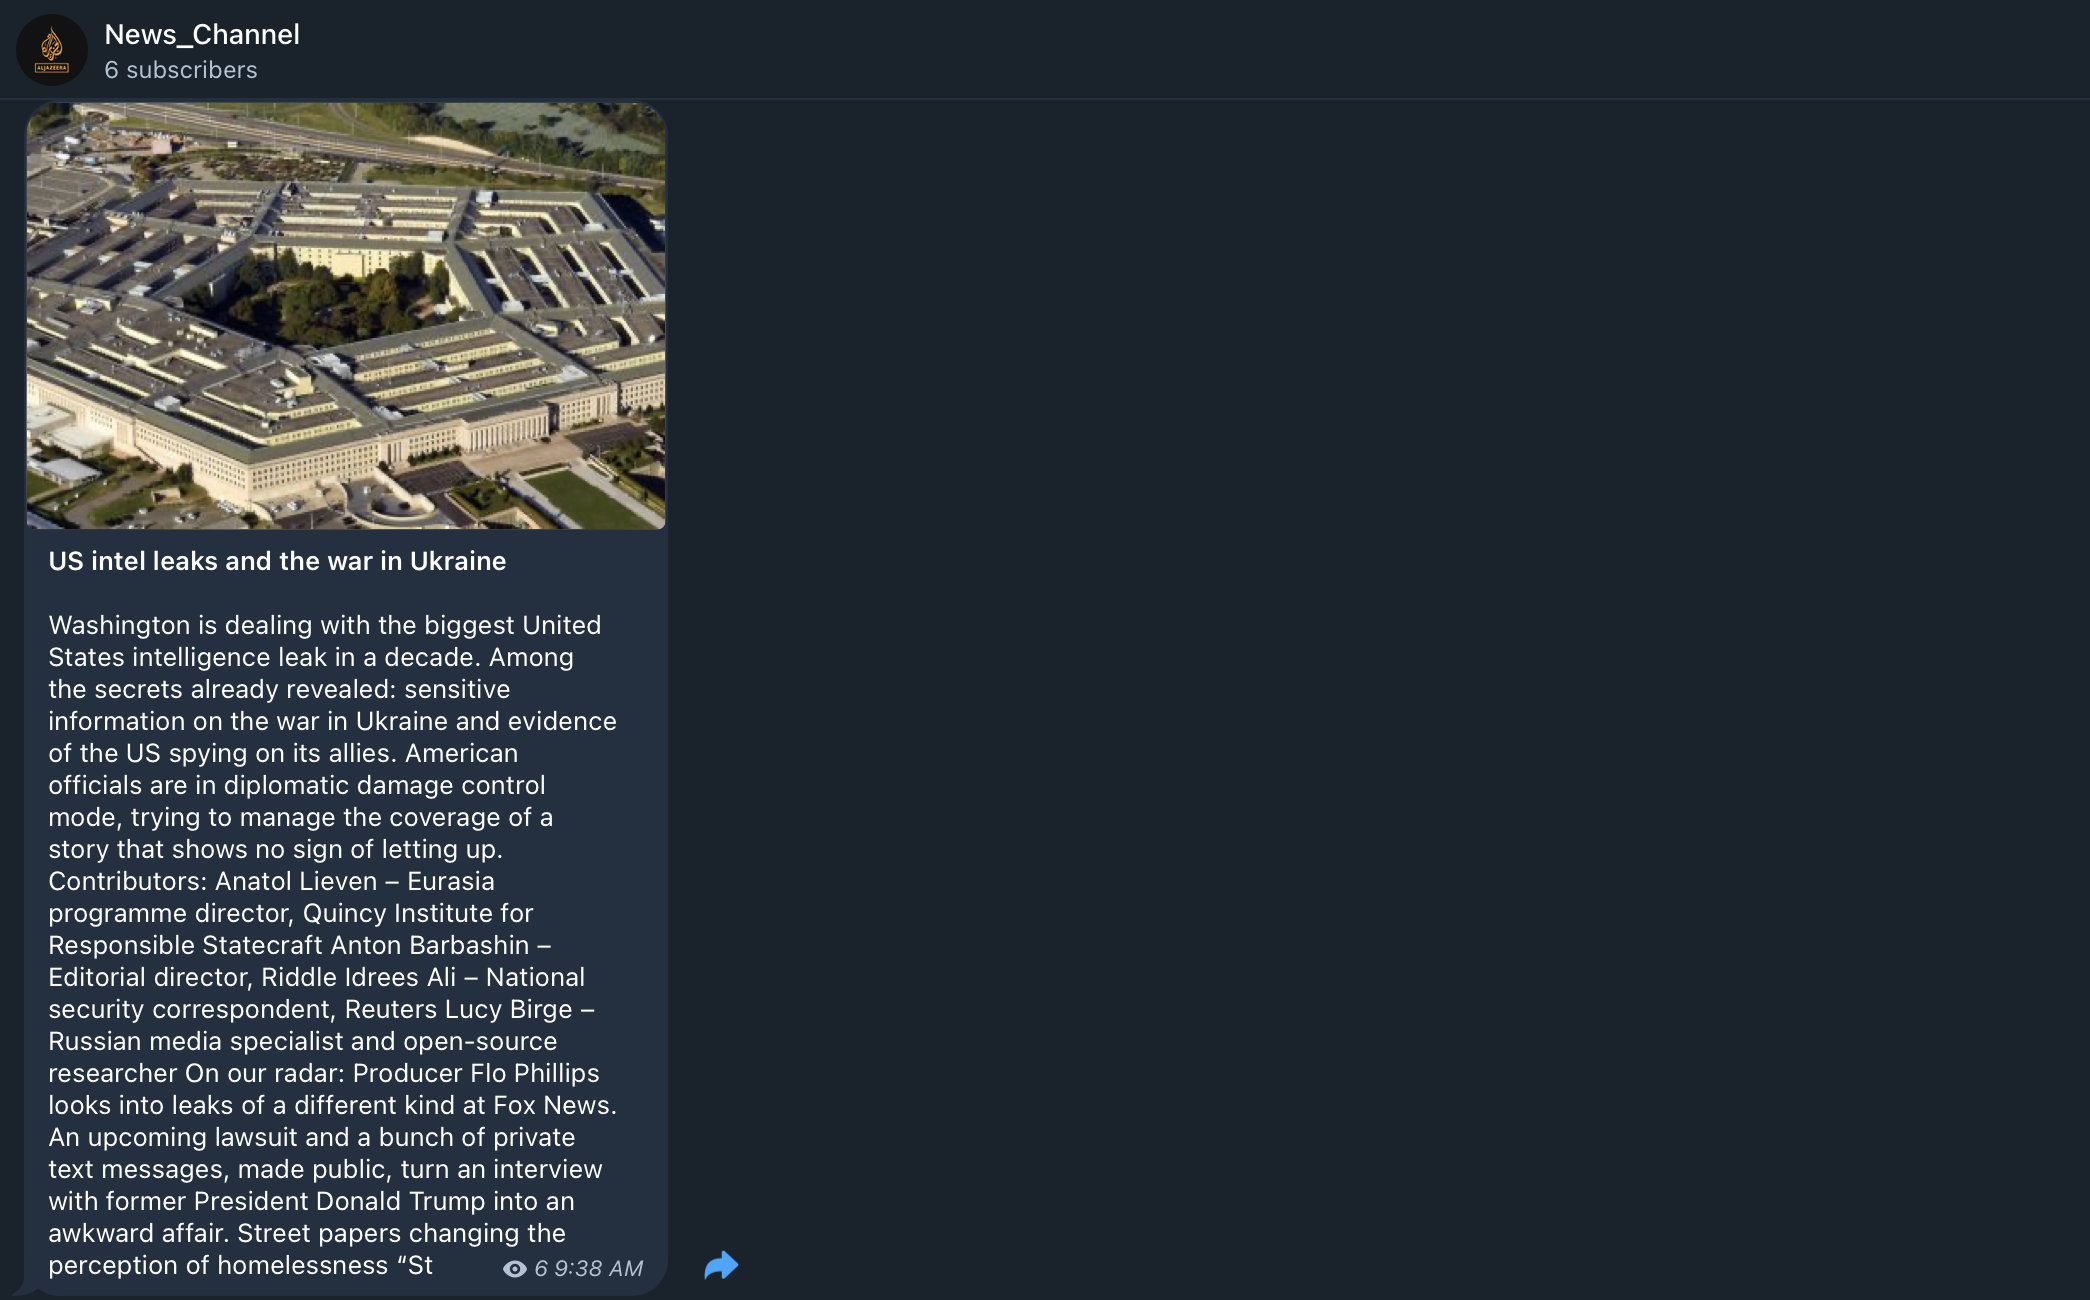 ALJAZEERA
News_Channel
6 subscribers
US intel leaks and the war in Ukraine
Washington is dealing with the biggest United
States intelligence leak in a decade. Among
the secrets already revealed: sensitive
information on the war in Ukraine and evidence
of the US spying on its allies. American
officials are in diplomatic damage control
mode, trying to manage the coverage of a
story that shows no sign of letting up.
Contributors: Anatol Lieven – Eurasia
programme director, Quincy Institute for
Responsible Statecraft Anton Barbashin –
Editorial director, Riddle Idrees Ali – National
security correspondent, Reuters Lucy Birge –
Russian media specialist and open-source
researcher On our radar: Producer Flo Phillips
looks into leaks of a different kind at Fox News.
An upcoming lawsuit and a bunch of private
text messages, made public, turn an interview
with former President Donald Trump into an
awkward affair. Street papers changing the
perception of homelessness “St
6 9:38 AM